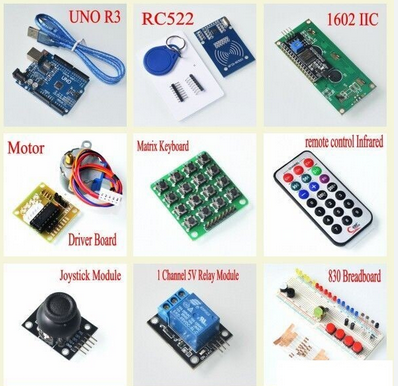 UNO R3
RC522
1602 IIC
UNO
Motor
Matrix Keyboard
remote control Infrared
Driver Board
Joystick Module
1 Channel 5V Relay Module
830 Breadboard